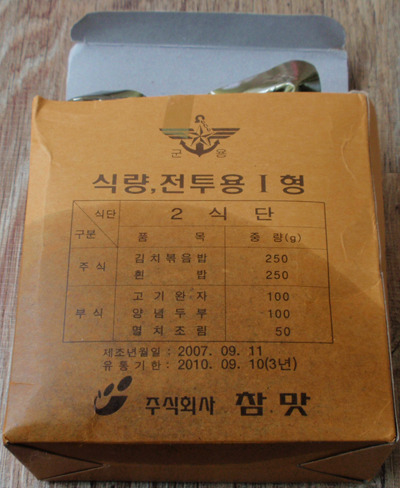 군 용
식량, 전투용 I 형
식단 2 식 단
구분 품 목 중 량(g)
주 식 김치볶음밥 250
흰 밥 250
부 식 고기완자 100
양념두부 100
멸치조림 50
제조년월일 : 2007. 09. 11
유 통 기 한 : 2010. 09. 10(3년)
주식회사 참맛